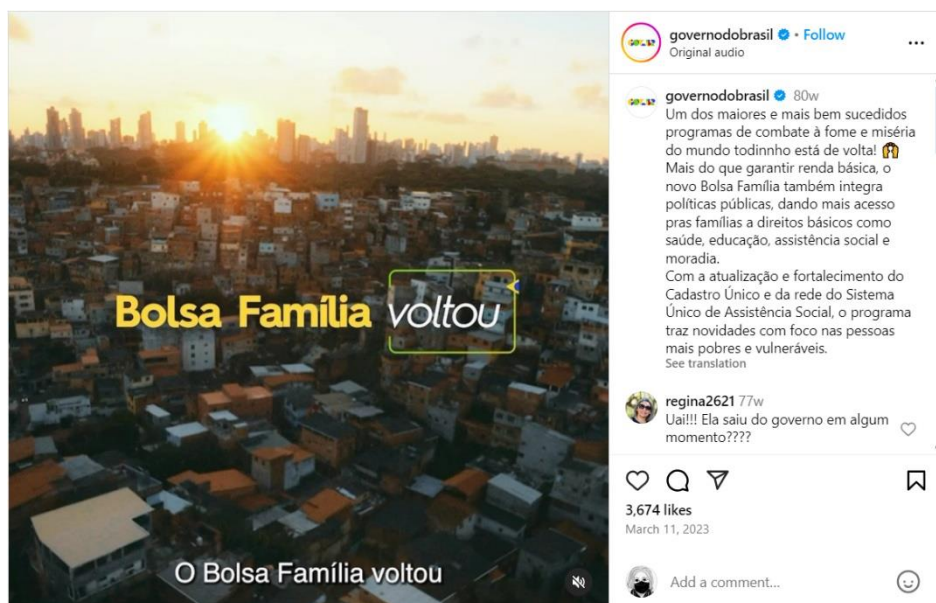 Bolsa Família voltou
O Bolsa Família voltou
governodobrasil • Follow
Original audio
governodobrasil 80w
Um dos maiores e mais bem sucedidos
programas de combate à fome e miséria
do mundo todinnho está de volta! 🙌
Mais do que garantir renda básica, o
novo Bolsa Família também integra
políticas públicas, dando mais acesso
pras famílias a direitos básicos como
saúde, educação, assistência social e
moradia.
Com a atualização e fortalecimento do
Cadastro Único e da rede do Sistema
Único de Assistência Social, o programa
traz novidades com foco nas pessoas
mais pobres e vulneráveis.
See translation
regina2621 77w
Uai!!! Ela saiu do governo em algum
momento????
3,674 likes
March 11, 2023
Add a comment...